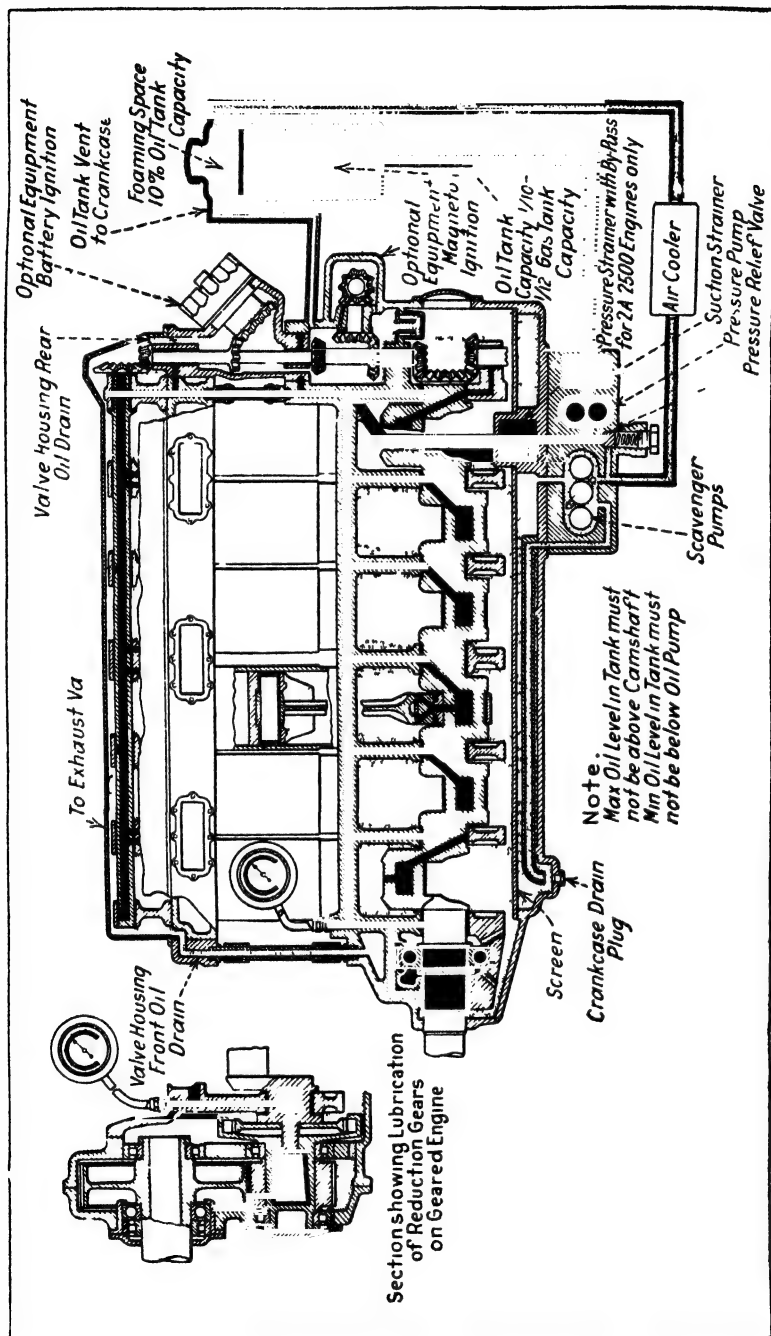 Optional Equipment
Battery Ignition
Oil Tank Vent
to Crankcase
Foaming Space
10% Oil Tank
Capacity
Valve Housing Rear
Oil Drain
To Exhaust Va
Valve Housing
Front Oil
Drain
Optional
Equipment
Magneto
Ignition
Oil Tank
Capacity 1/10-
1/12 Gas Tank
Capacity
Pressure Strainer with By-Pass
for 2A 2500 Engines only
Air Cooler
Suction Strainer
Pressure Pump
Pressure Relief Valve
Scavenger
Pumps
Note.
Max Oil Level in Tank must
not be above Camshaft
Min Oil Level in Tank must
not be below Oil Pump
Screen
Crankcase Drain
Plug
Section showing Lubrication
of Reduction Gears
on Geared Engine